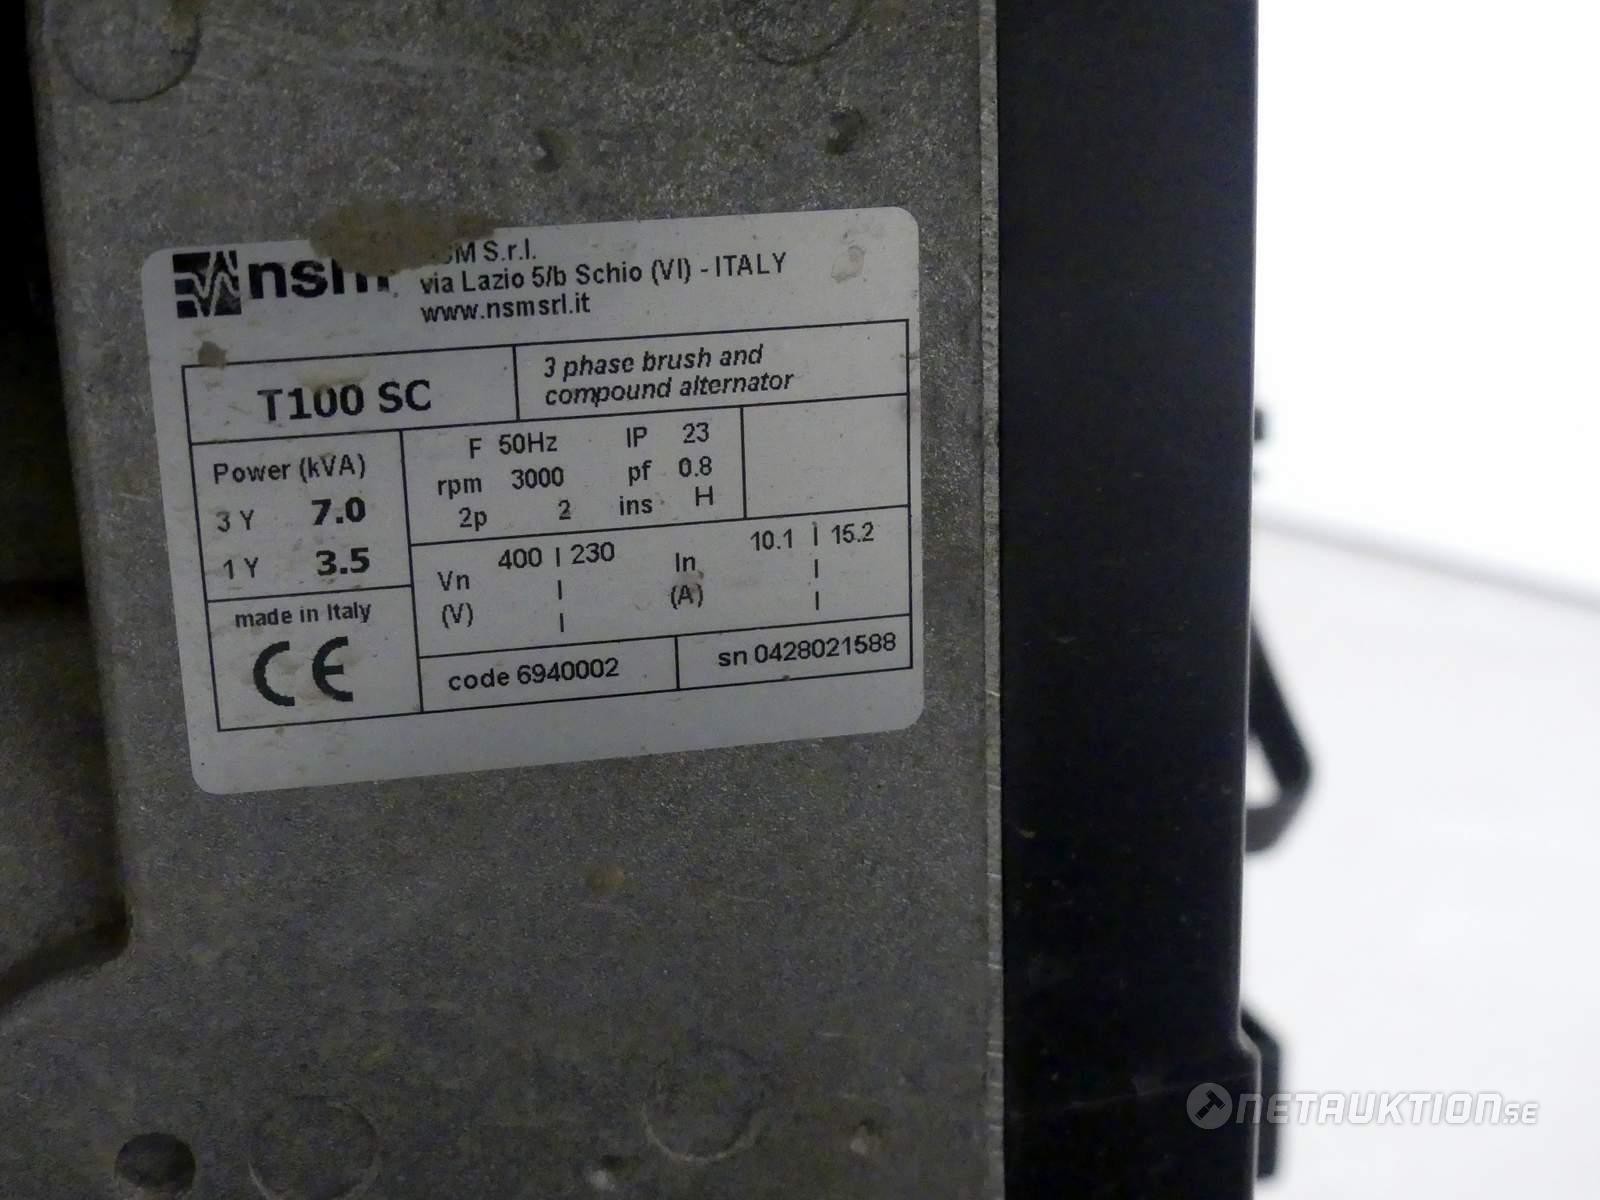 nsm
S.r.l.
via Lazio 5/b Schio (VI) - ITALY
www.nsmsrl.it
T100 SC
3 phase brush and
compound alternator
Power (kVA)
3 Y 7.0
1 Y 3.5
F 50Hz IP 23
rpm 3000 pf 0.8
2p 2 ins H
Vn (V) 400 | 230
In (A) 10.1 | 15.2
made in Italy
CE
code 6940002
sn 0428021588
NETAUKTION.SE